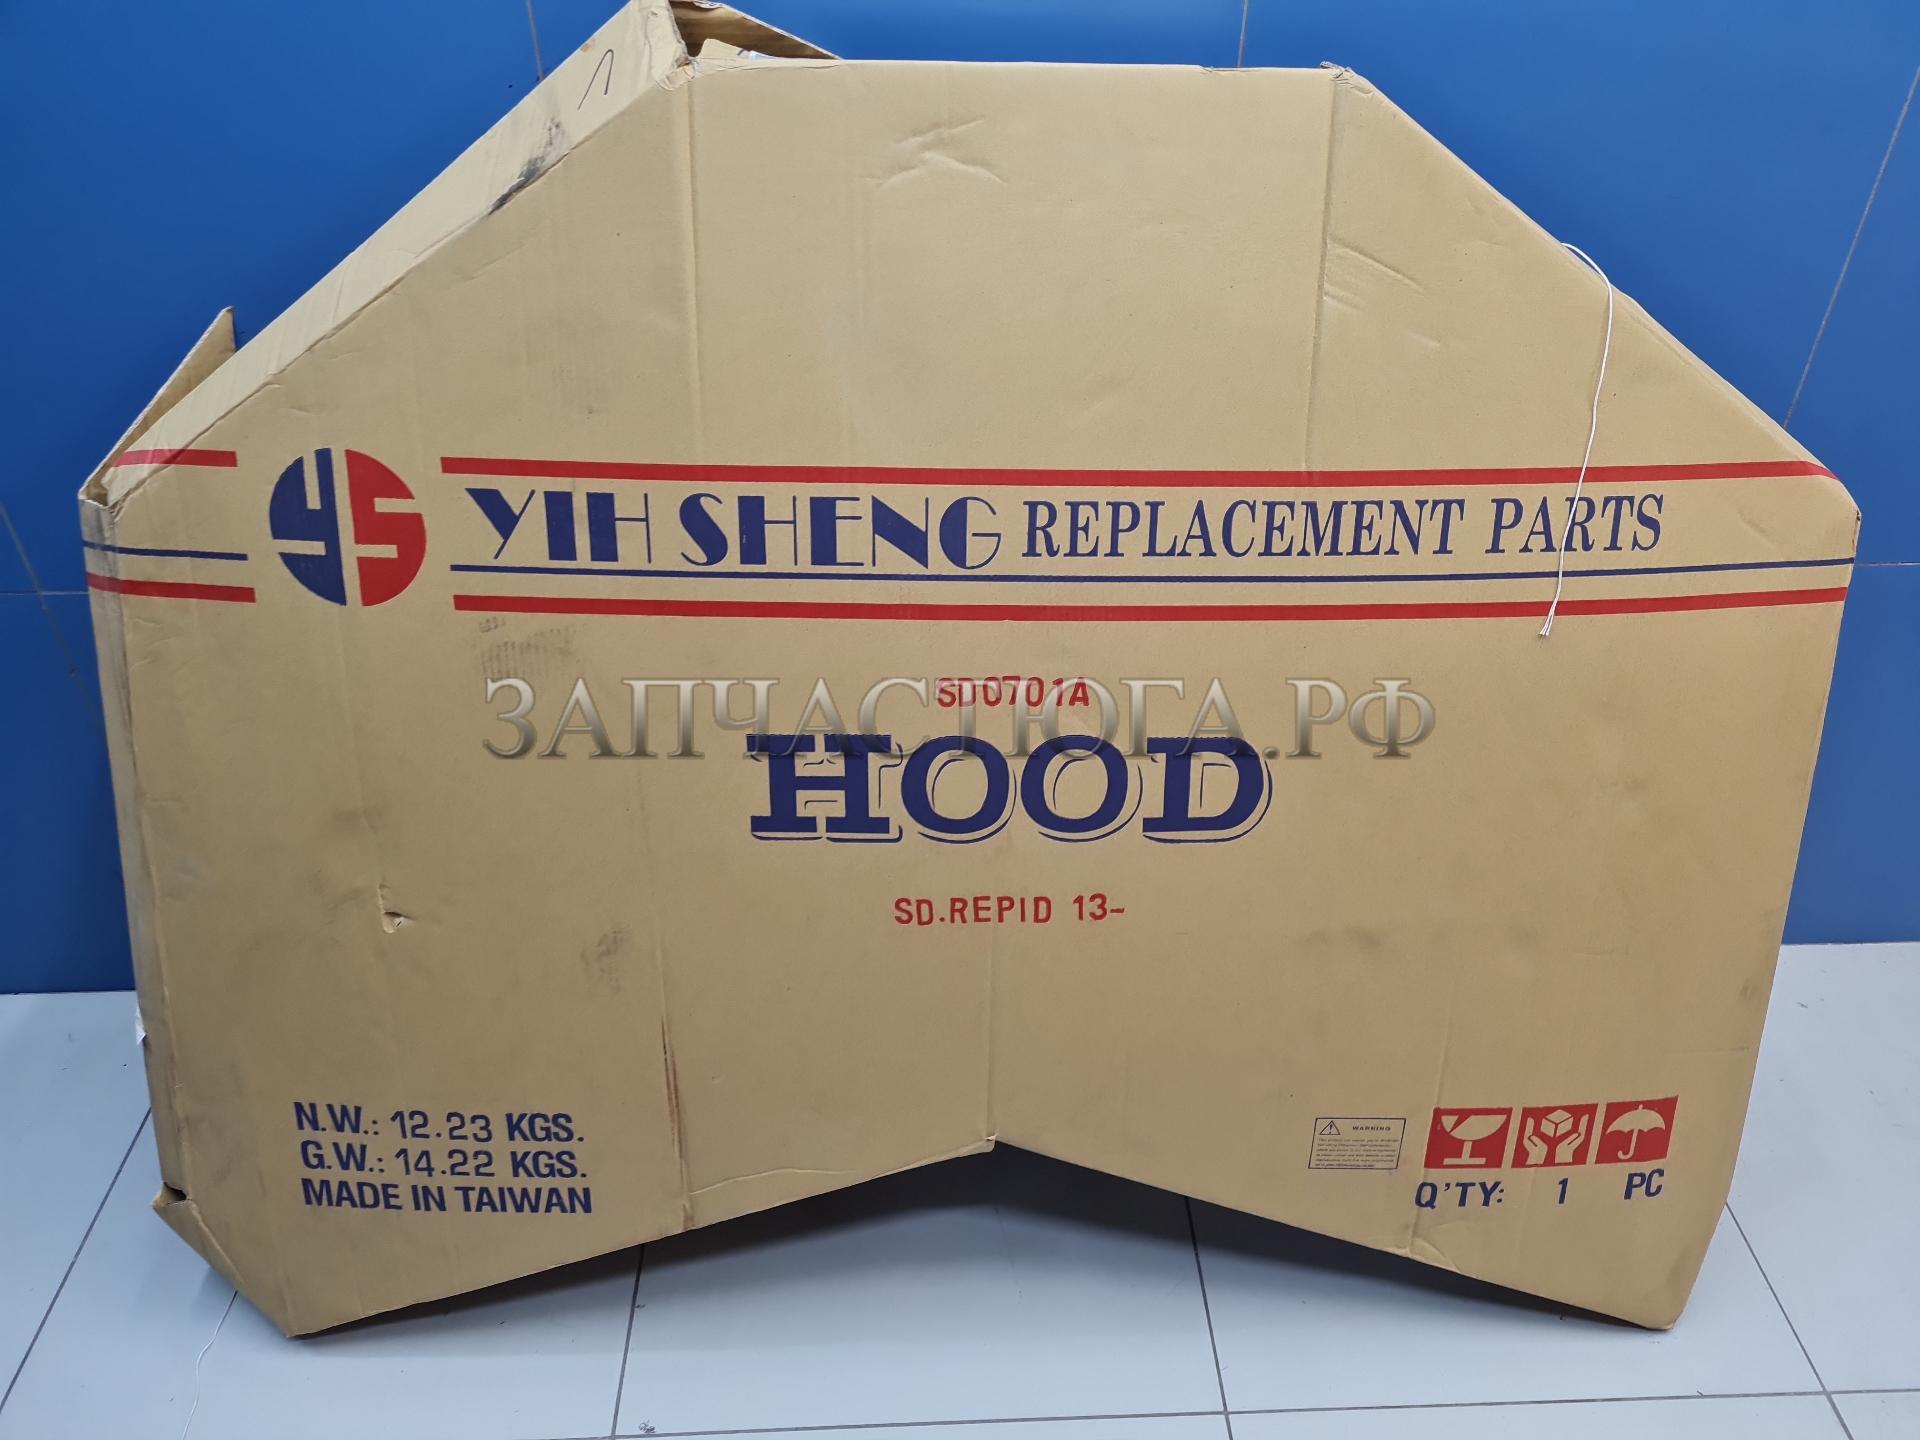 YS YIH SHENG REPLACEMENT PARTS
SD0701A
ЗАПЧАСТЮГА.РФ
HOOD
SD.REPID 13-
N.W.: 12.23 KGS.
G.W.: 14.22 KGS.
MADE IN TAIWAN
WARNING
Q'TY: 1 PC